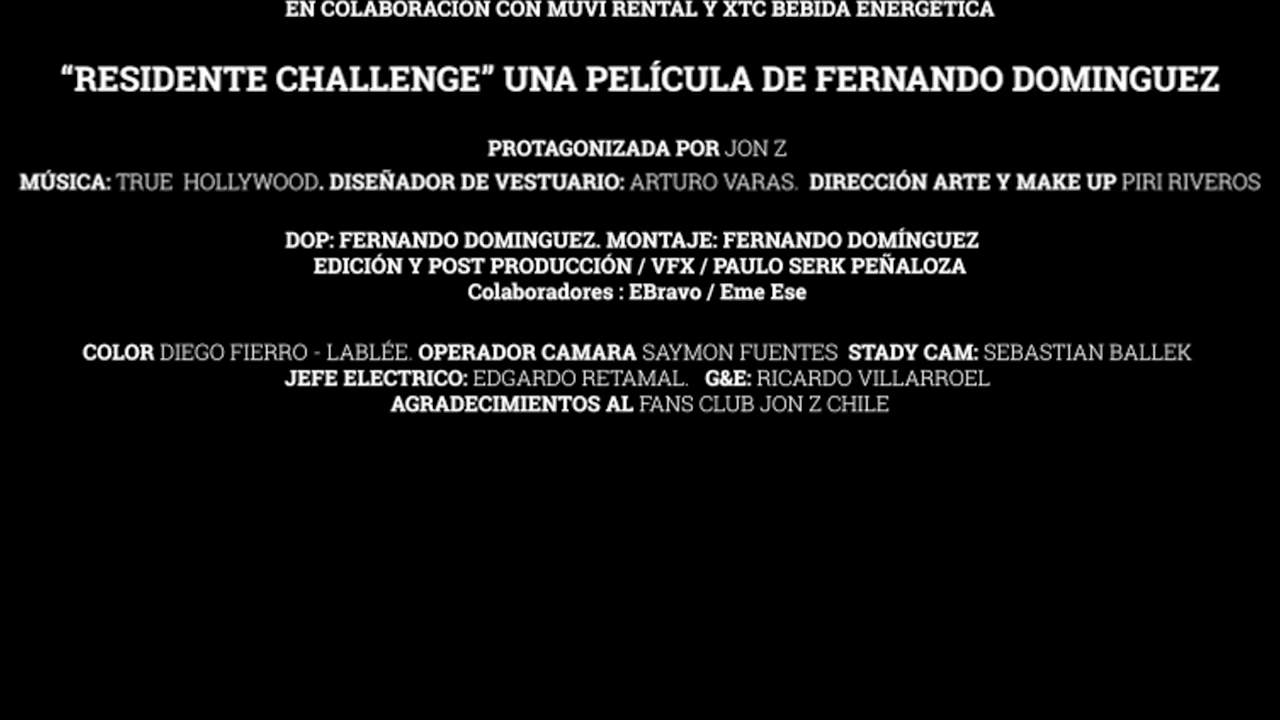 EN COLABORACIÓN CON MUVI RENTAL Y XTC BEBIDA ENERGÉTICA
“RESIDENTE CHALLENGE” UNA PELÍCULA DE FERNANDO DOMINGUEZ
PROTAGONIZADA POR JON Z
MÚSICA: TRUE HOLLYWOOD. DISEÑADOR DE VESTUARIO: ARTURO VARAS. DIRECCIÓN ARTE Y MAKE UP PIRI RIVEROS
DOP: FERNANDO DOMINGUEZ. MONTAJE: FERNANDO DOMÍNGUEZ
EDICIÓN Y POST PRODUCCIÓN / VFX / PAULO SERK PEÑALOZA
Colaboradores : EBravo / Eme Ese
COLOR DIEGO FIERRO - LABLÉE. OPERADOR CAMARA SAYMON FUENTES STADY CAM: SEBASTIAN BALLEK
JEFE ELECTRICO: EDGARDO RETAMAL. G&E: RICARDO VILLARROEL
AGRADECIMIENTOS AL FANS CLUB JON Z CHILE